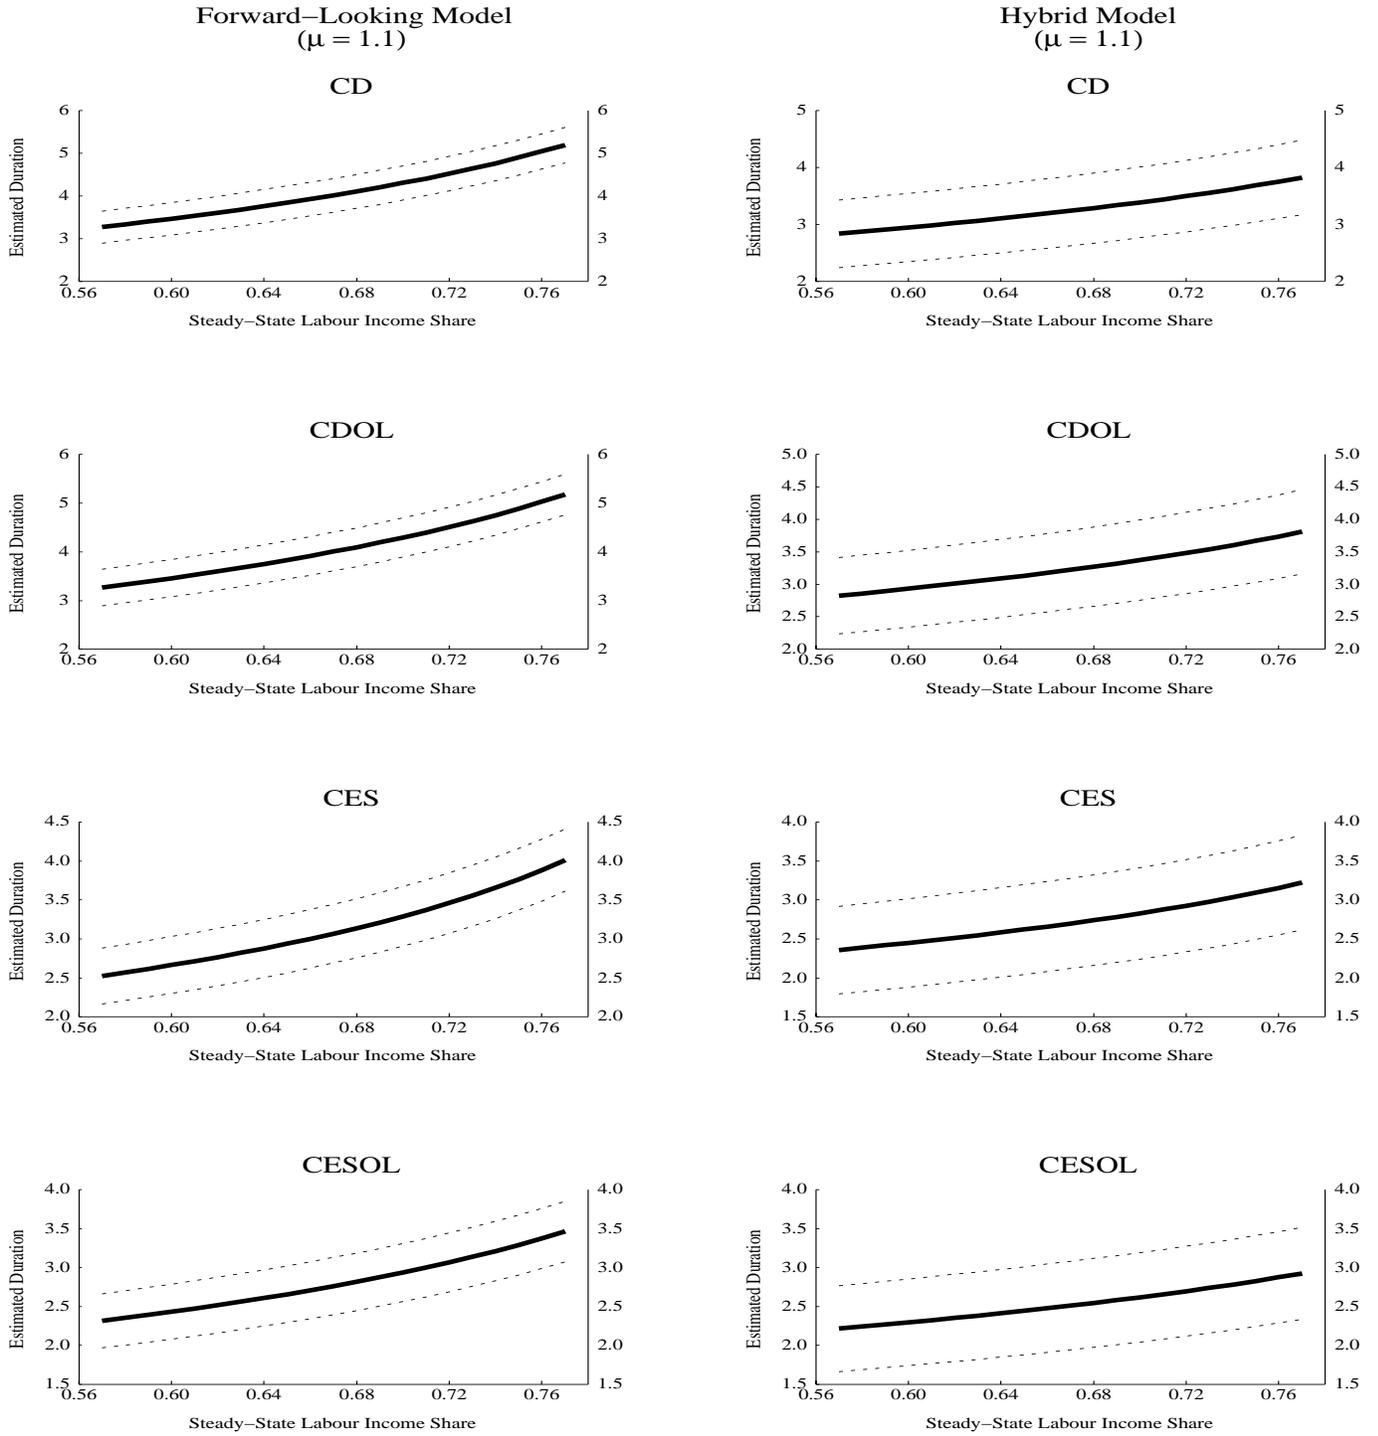 Forward–Looking Model
(μ = 1.1)
CD
6 6
5 5
4 4
3 3
2 2
0.56 0.60 0.64 0.68 0.72 0.76
Estimated Duration
Steady–State Labour Income Share
CDOL
6 6
5 5
4 4
3 3
2 2
0.56 0.60 0.64 0.68 0.72 0.76
Estimated Duration
Steady–State Labour Income Share
CES
4.5 4.5
4.0 4.0
3.5 3.5
3.0 3.0
2.5 2.5
2.0 2.0
0.56 0.60 0.64 0.68 0.72 0.76
Estimated Duration
Steady–State Labour Income Share
CESOL
4.0 4.0
3.5 3.5
3.0 3.0
2.5 2.5
2.0 2.0
1.5 1.5
0.56 0.60 0.64 0.68 0.72 0.76
Estimated Duration
Steady–State Labour Income Share
Hybrid Model
(μ = 1.1)
CD
5 5
4 4
3 3
2 2
0.56 0.60 0.64 0.68 0.72 0.76
Estimated Duration
Steady–State Labour Income Share
CDOL
5.0 5.0
4.5 4.5
4.0 4.0
3.5 3.5
3.0 3.0
2.5 2.5
2.0 2.0
0.56 0.60 0.64 0.68 0.72 0.76
Estimated Duration
Steady–State Labour Income Share
CES
4.0 4.0
3.5 3.5
3.0 3.0
2.5 2.5
2.0 2.0
1.5 1.5
0.56 0.60 0.64 0.68 0.72 0.76
Estimated Duration
Steady–State Labour Income Share
CESOL
4.0 4.0
3.5 3.5
3.0 3.0
2.5 2.5
2.0 2.0
1.5 1.5
0.56 0.60 0.64 0.68 0.72 0.76
Estimated Duration
Steady–State Labour Income Share